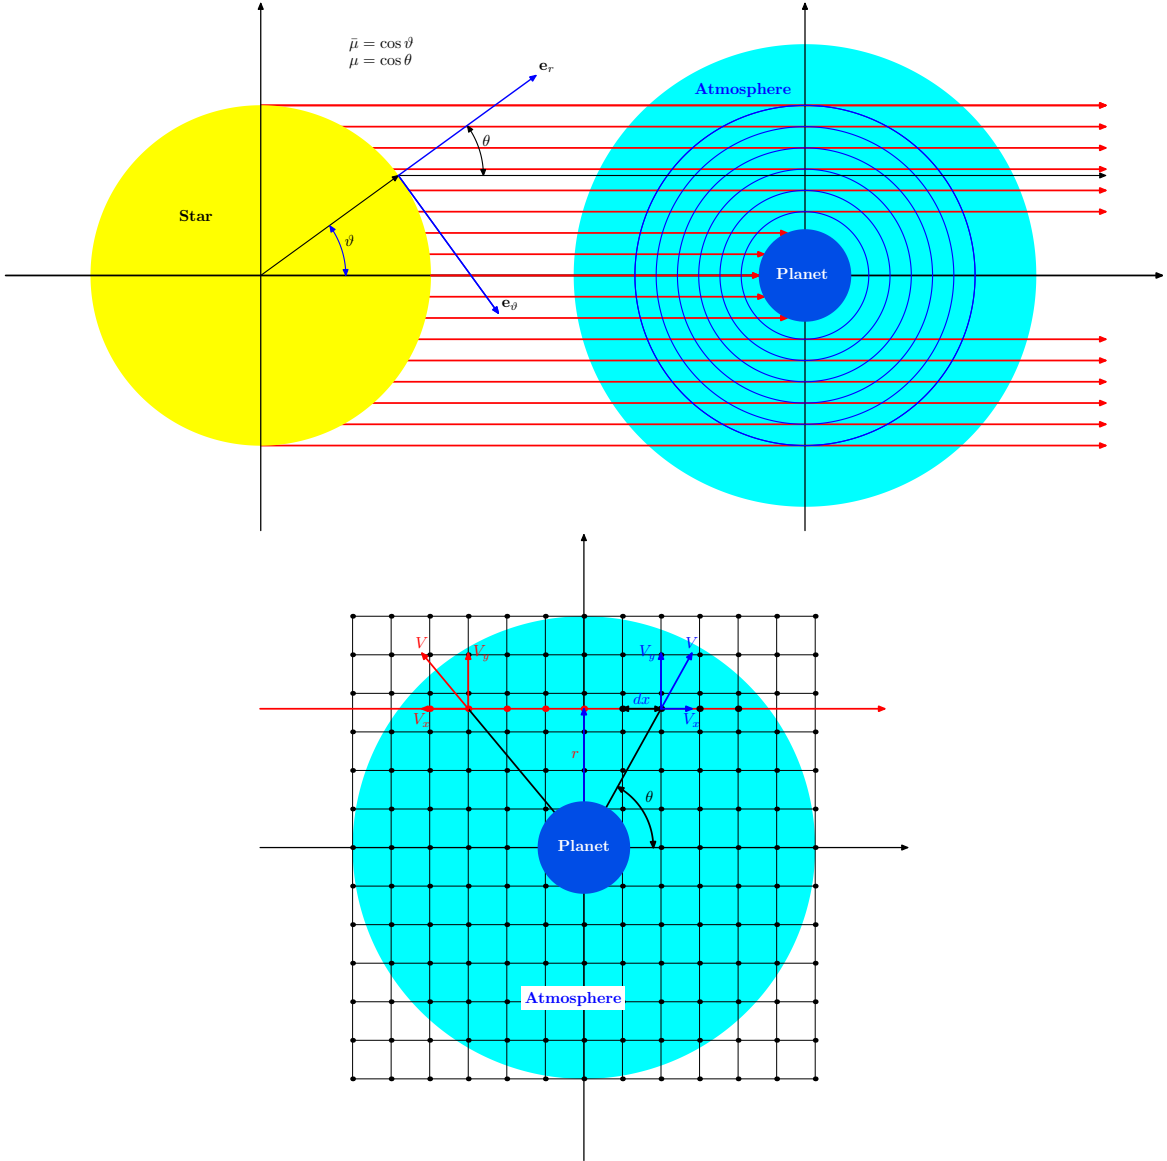 μ̄ = cos ϑ
μ = cos θ
e_r
Atmosphere
θ
Star
ϑ
Planet
e_ϑ
V
V_y
V_y
V
dx
V_x
V_x
r
θ
Planet
Atmosphere